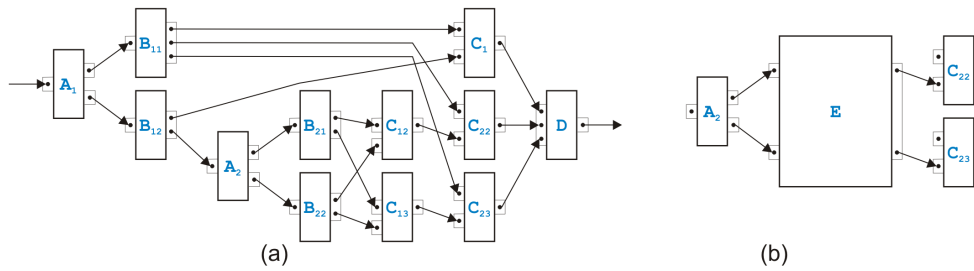 A₁
B₁₁
B₁₂
A₂
B₂₁
B₂₂
C₁₂
C₁₃
C₁
C₂₂
C₂₃
D
(a)
A₂
E
C₂₂
C₂₃
(b)